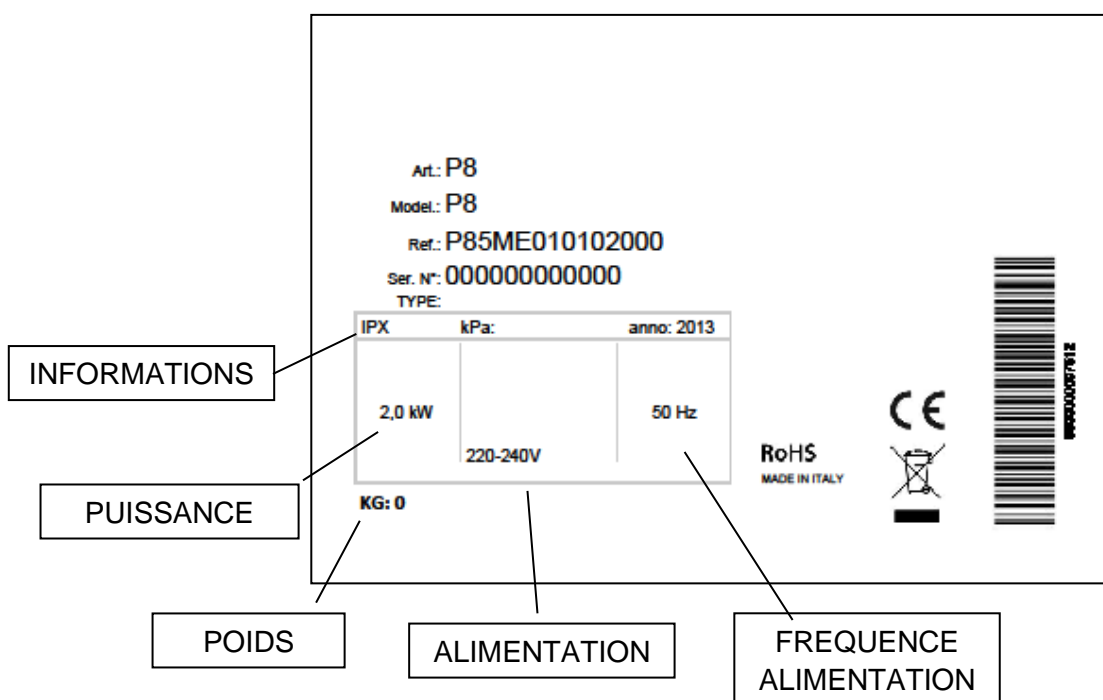 Art.: P8
Model.: P8
Ref.: P85ME010102000
Ser. N°: 000000000000
TYPE:
IPX kPa: anno: 2013
INFORMATIONS
2,0 kW 50 Hz
220-240V
CE
RoHS
MADE IN ITALY
PUISSANCE
KG: 0
POIDS
ALIMENTATION
FREQUENCE
ALIMENTATION